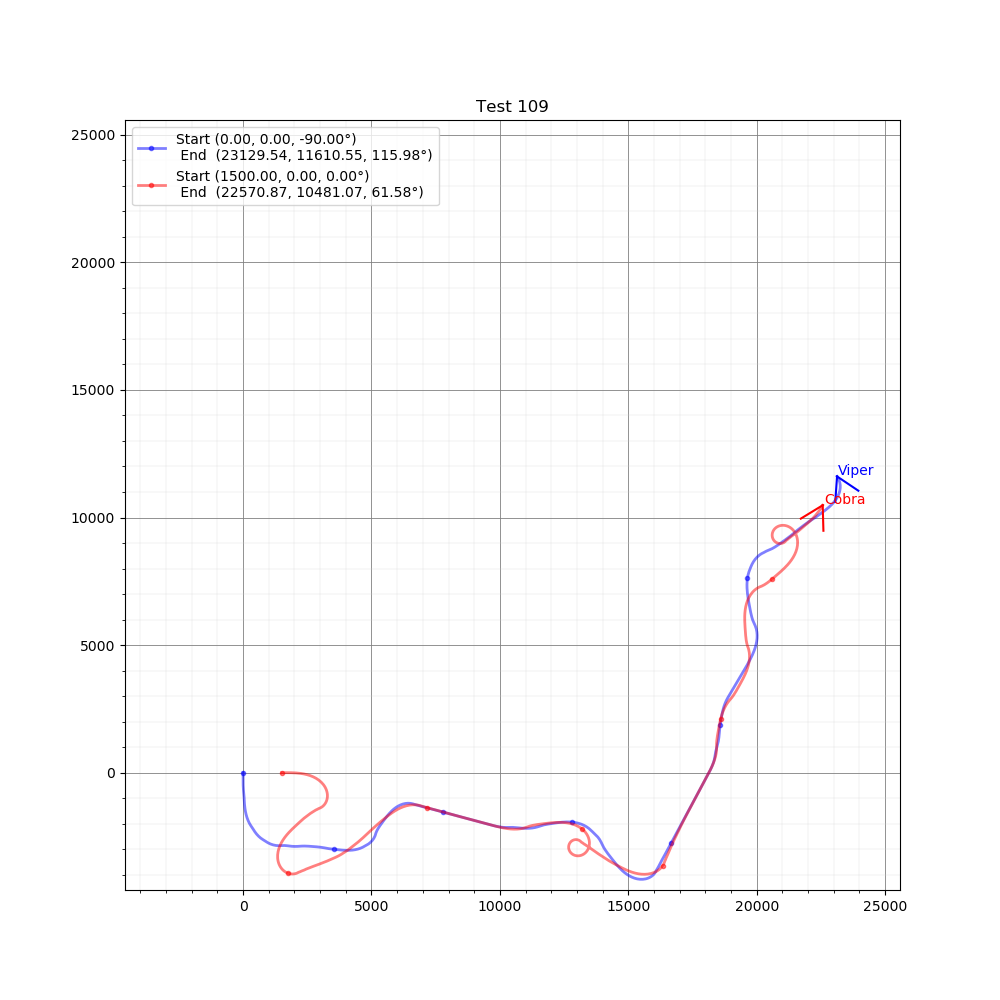 Test 109
Start (0.00, 0.00, -90.00°)
End (23129.54, 11610.55, 115.98°)
Start (1500.00, 0.00, 0.00°)
End (22570.87, 10481.07, 61.58°)
25000
20000
15000
10000
5000
0
Viper
Cobra
0
5000
10000
15000
20000
25000